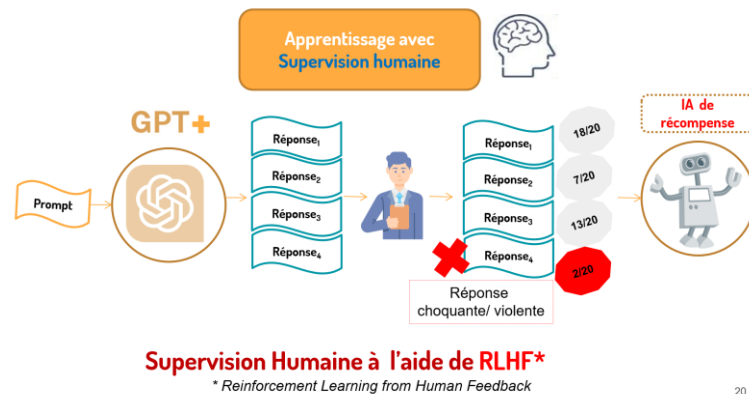 Apprentissage avec
Supervision humaine
GPT+
Prompt
Réponse₁
Réponse₂
Réponse₃
Réponse₄
Réponse₁
Réponse₂
Réponse₃
Réponse₄
18/20
7/20
13/20
2/20
Réponse
choquante/ violente
IA de
récompense
Supervision Humaine à l'aide de RLHF*
* Reinforcement Learning from Human Feedback
20